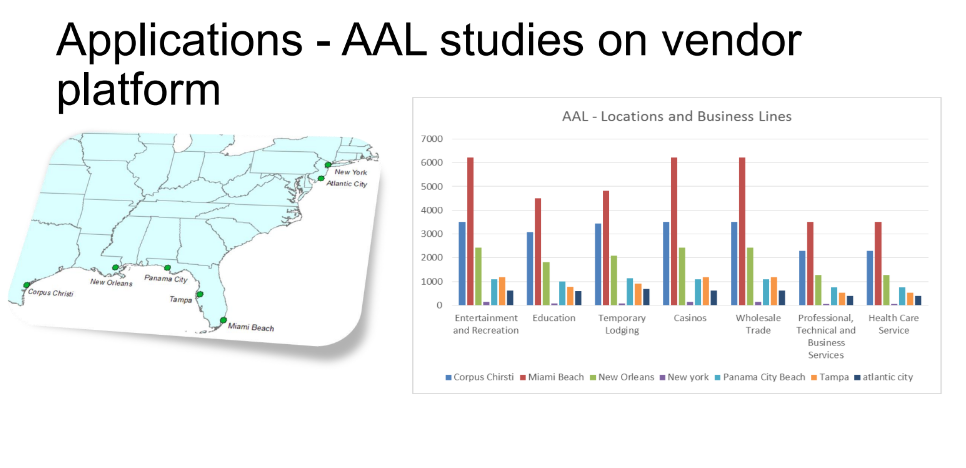 Applications - AAL studies on vendor
platform
New York
Atlantic City
New Orleans
Panama City
Corpus Christi
Tampa
Miami Beach
AAL - Locations and Business Lines
7000
6000
5000
4000
3000
2000
1000
0
Entertainment
and Recreation
Education
Temporary
Lodging
Casinos
Wholesale
Trade
Professional,
Technical and
Business
Services
Health Care
Service
Corpus Chirsti Miami Beach New Orleans New york Panama City Beach Tampa atlantic city